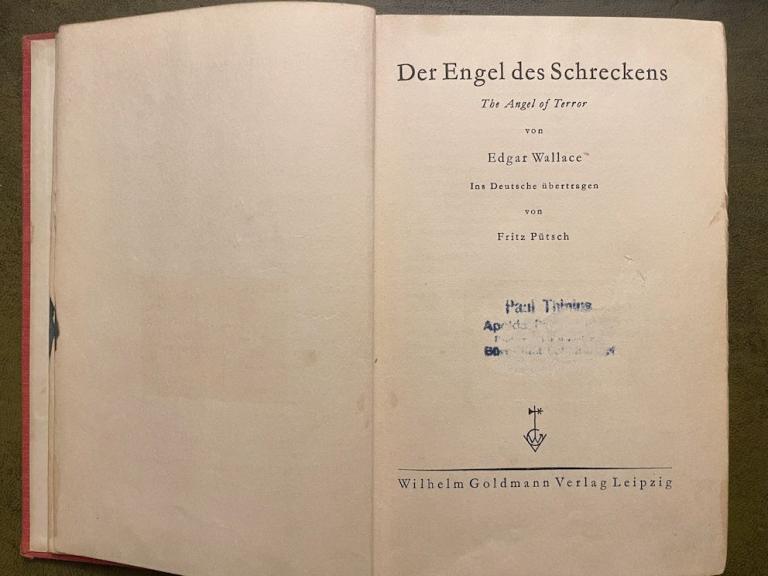 Der Engel des Schreckens
The Angel of Terror
von
Edgar Wallace
Ins Deutsche übertragen
von
Fritz Pütsch
Paul
Wilhelm Goldmann Verlag Leipzig